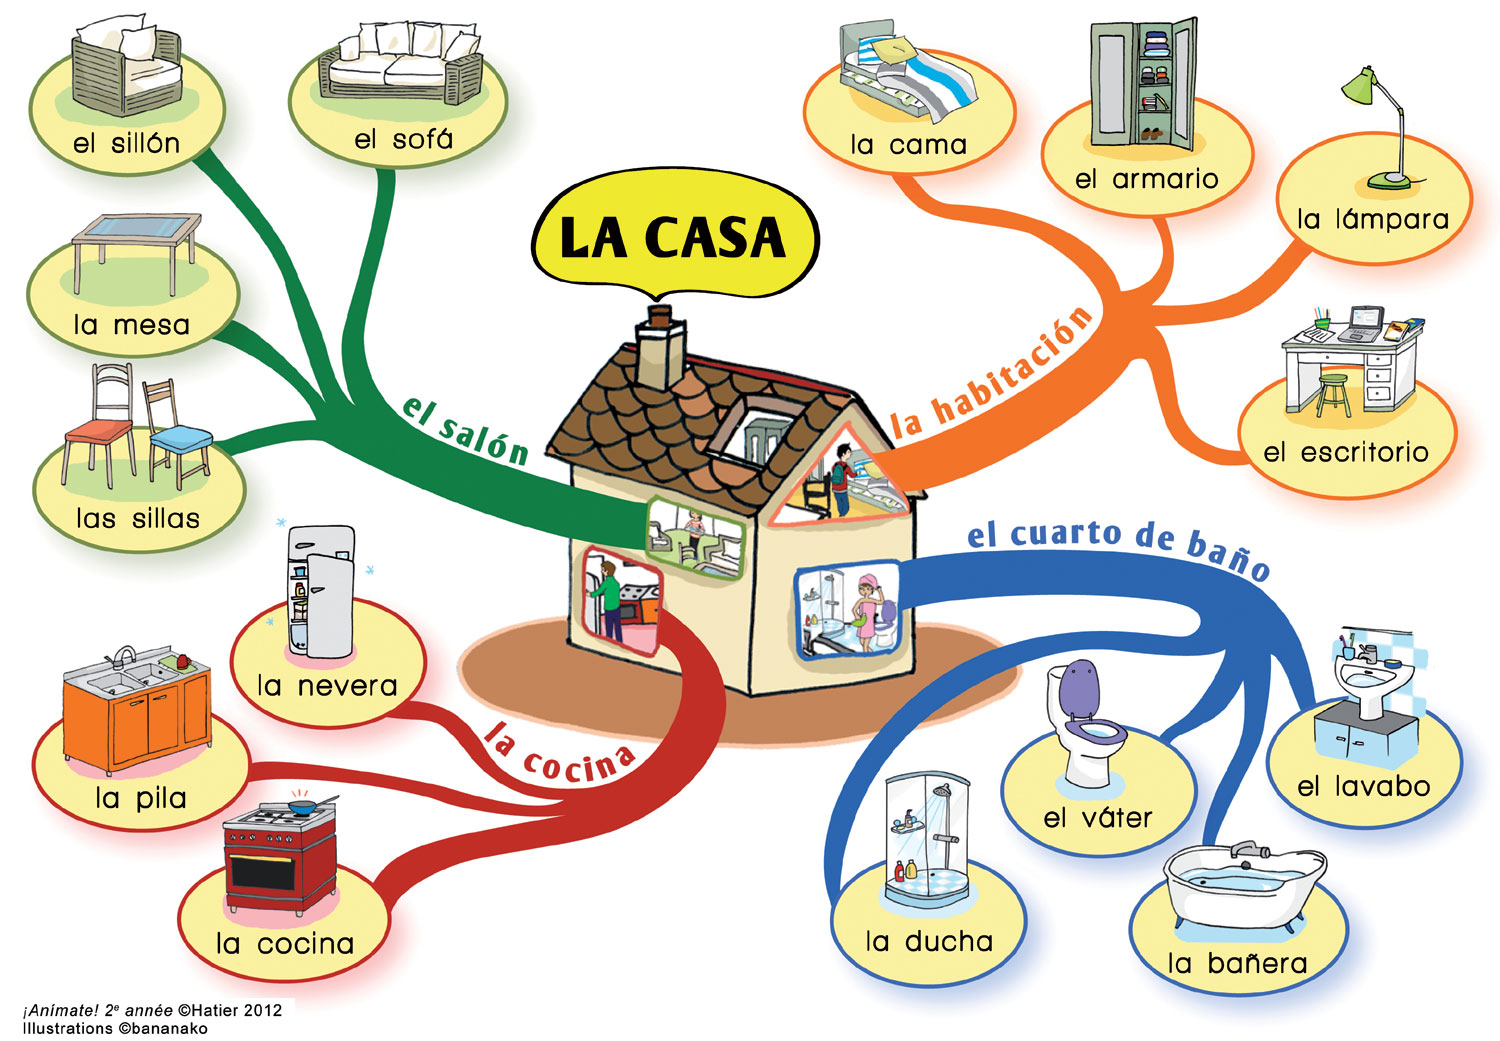 LA CASA
el salón
el sillón
el sofá
la mesa
las sillas
la habitación
la cama
el armario
la lámpara
el escritorio
la cocina
la nevera
la pila
la cocina
el cuarto de baño
la ducha
el váter
la bañera
el lavabo
¡Anímate! 2e année ©Hatier 2012
Illustrations ©bananako